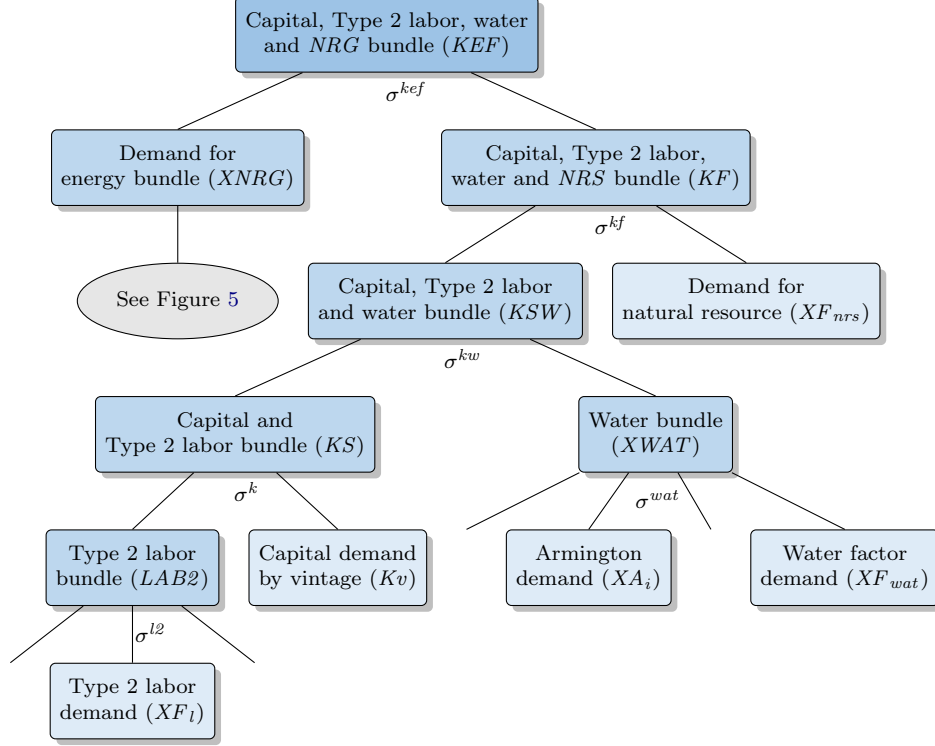 Capital, Type 2 labor, water
and NRG bundle (KEF)
σ^kef
Demand for
energy bundle (XNRG)
Capital, Type 2 labor,
water and NRS bundle (KF)
σ^kf
See Figure 5
Capital, Type 2 labor
and water bundle (KSW)
Demand for
natural resource (XF_nrs)
σ^kw
Capital and
Type 2 labor bundle (KS)
Water bundle
(XWAT)
σ^k
σ^wat
Type 2 labor
bundle (LAB2)
Capital demand
by vintage (Kv)
Armington
demand (XA_i)
Water factor
demand (XF_wat)
σ^l2
Type 2 labor
demand (XF_l)